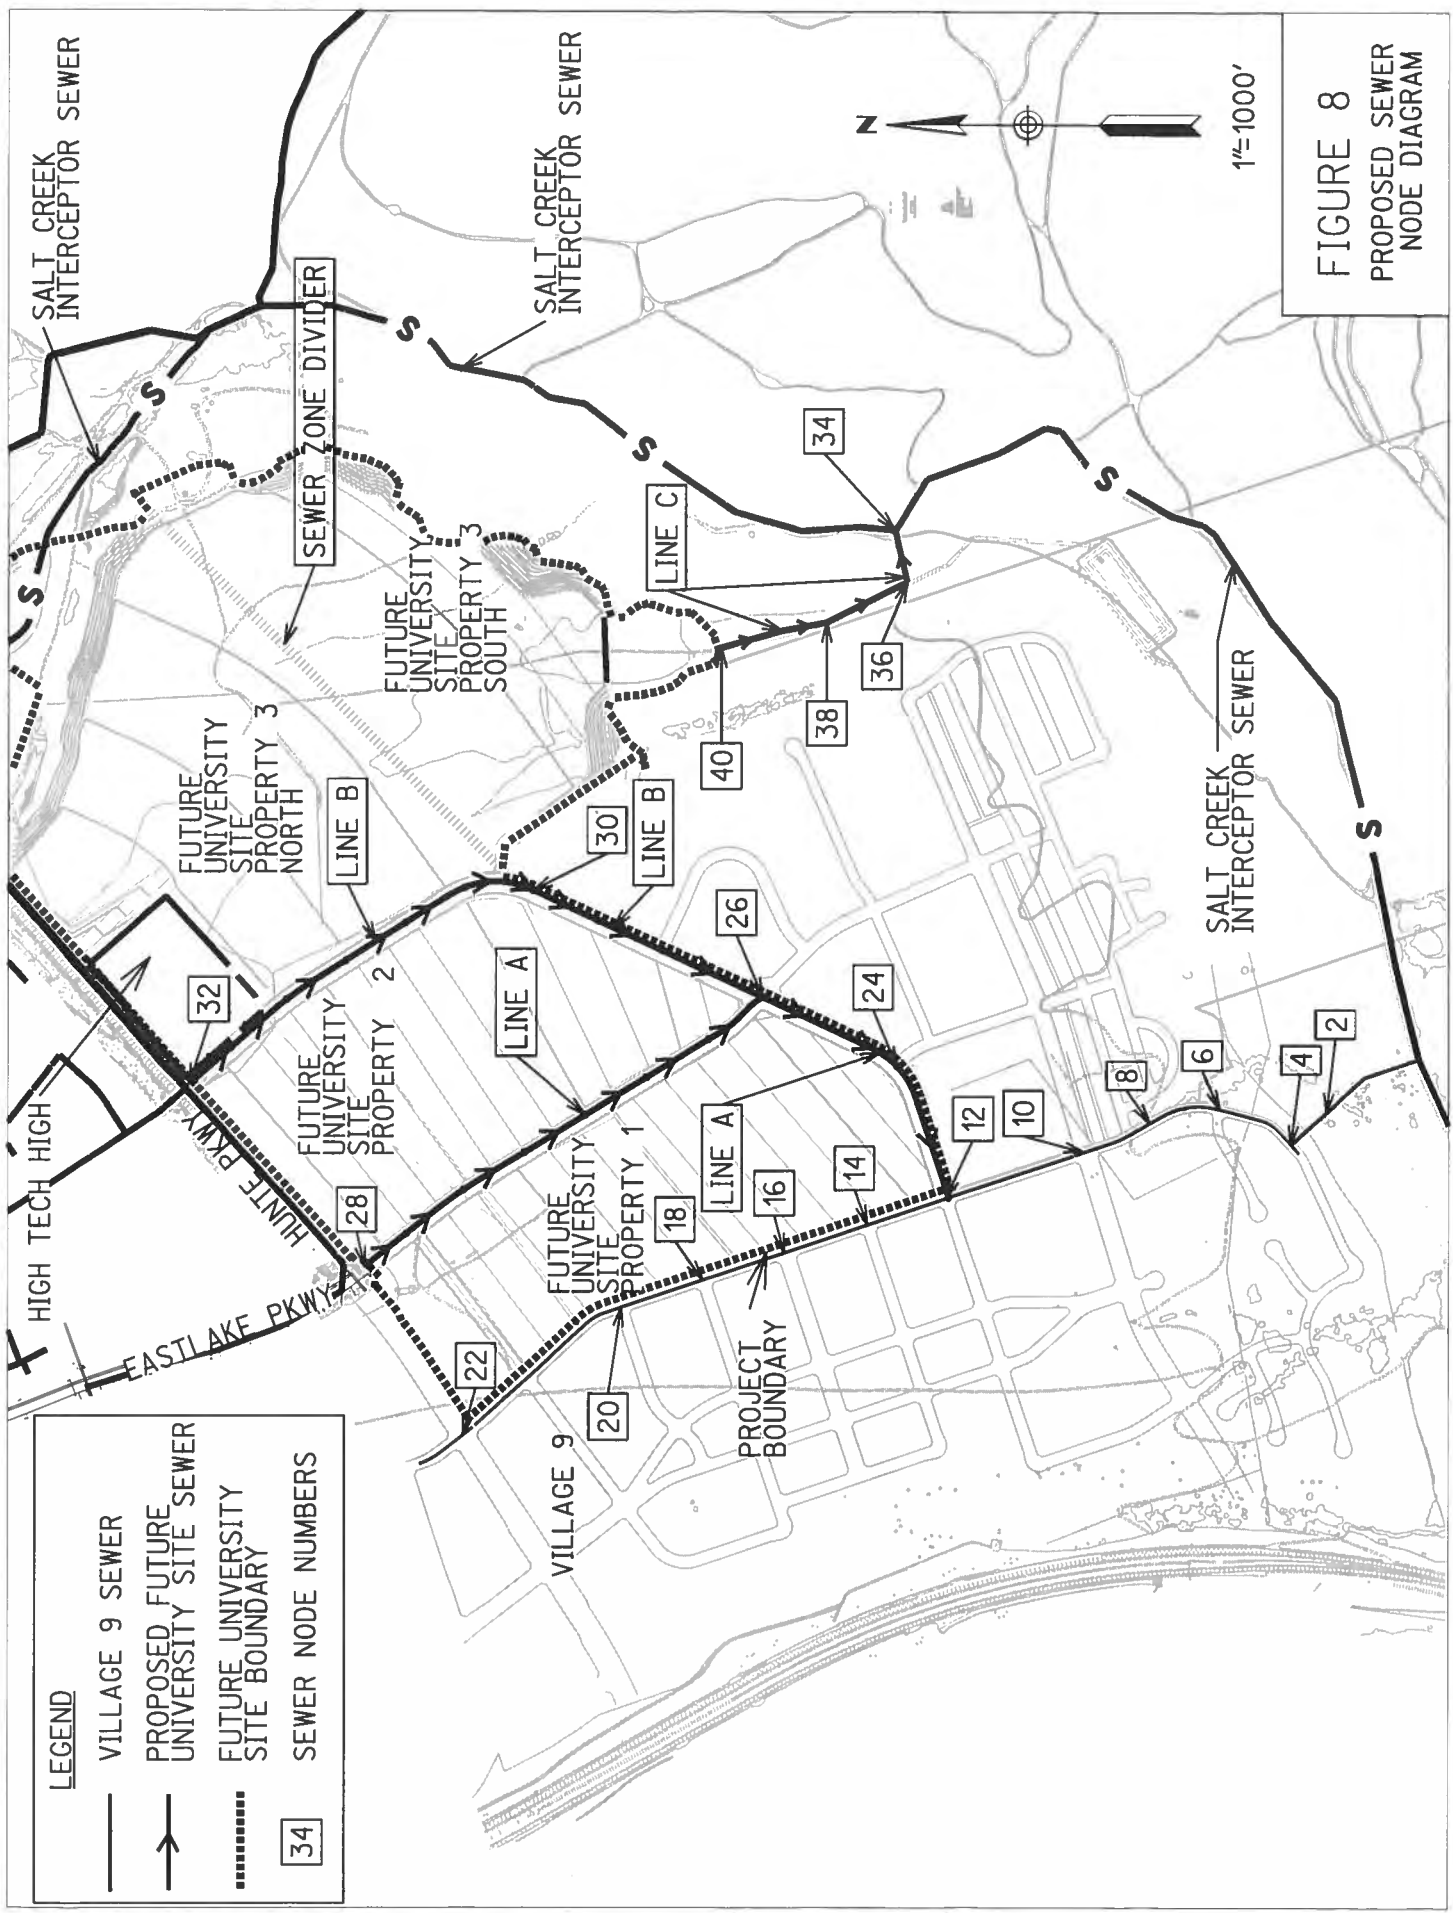 LEGEND
VILLAGE 9 SEWER
PROPOSED FUTURE
UNIVERSITY SITE SEWER
FUTURE UNIVERSITY
SITE BOUNDARY
34
SEWER NODE NUMBERS
EASTLAKE PKWY
HIGH TECH HIGH
HUNTE PKWY
SALT CREEK
INTERCEPTOR SEWER
S
S
SEWER ZONE DIVIDER
S
SALT CREEK
INTERCEPTOR SEWER
S
FUTURE
UNIVERSITY
SITE
PROPERTY 3
NORTH
FUTURE
UNIVERSITY
SITE
PROPERTY 3
SOUTH
32
LINE B
28
FUTURE
UNIVERSITY
SITE
PROPERTY 2
22
LINE A
30
LINE B
LINE C
FUTURE
UNIVERSITY
SITE
PROPERTY 1
VILLAGE 9
20
18
LINE A
26
40
16
PROJECT
BOUNDARY
14
24
38
34
36
12
10
8
6
4
2
S
SALT CREEK
INTERCEPTOR SEWER
S
N
1"=1000'
FIGURE 8
PROPOSED SEWER
NODE DIAGRAM